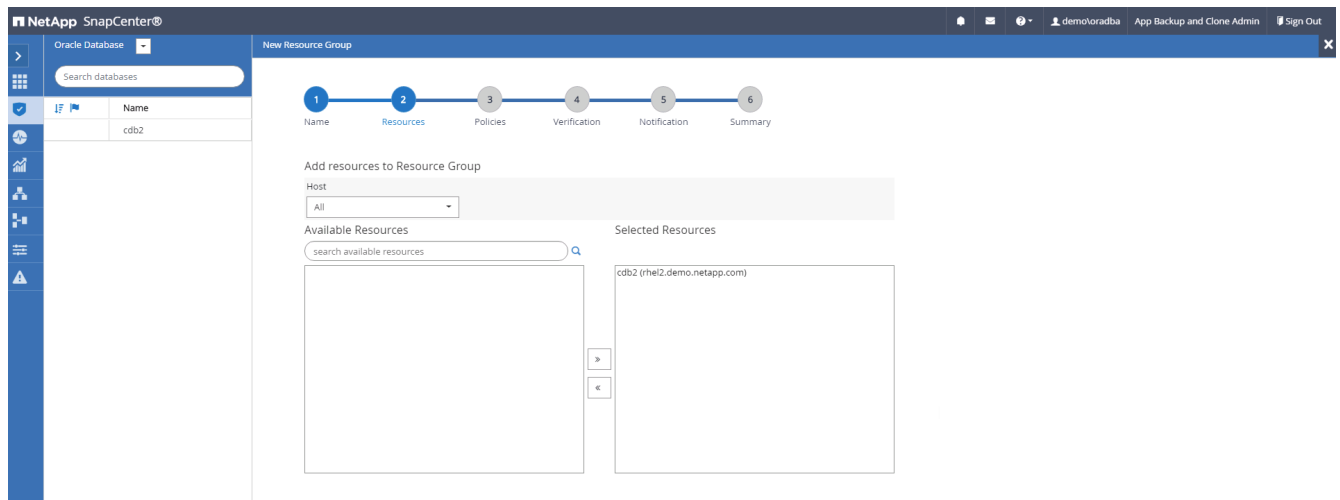 NetApp SnapCenter®
demo\oradba App Backup and Clone Admin Sign Out
Oracle Database
New Resource Group
Search databases
Name
cdb2
1 2 3 4 5 6
Name Resources Policies Verification Notification Summary
Add resources to Resource Group
Host
All
Available Resources
Selected Resources
search available resources
cdb2 (rhel2.demo.netapp.com)